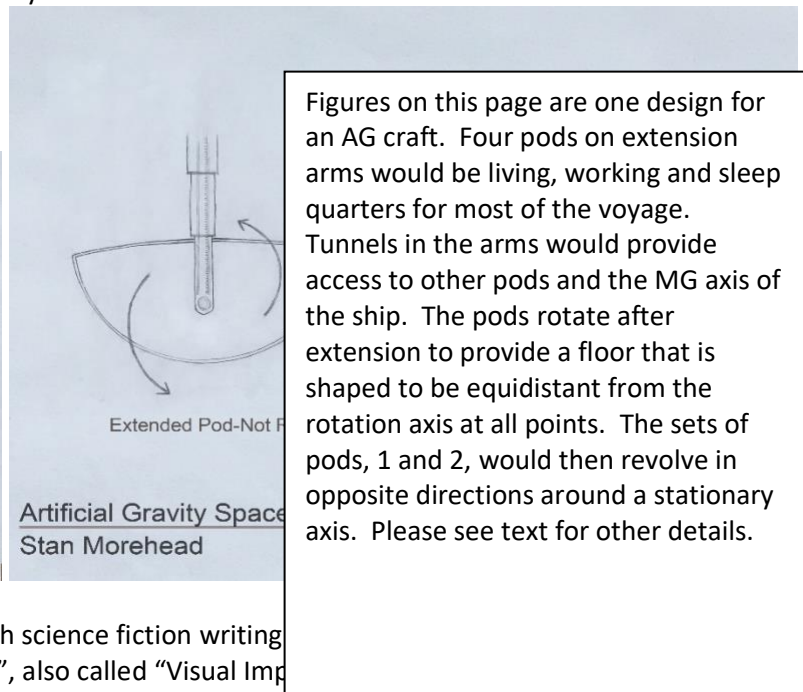 Figures on this page are one design for
an AG craft. Four pods on extension
arms would be living, working and sleep
quarters for most of the voyage.
Tunnels in the arms would provide
access to other pods and the MG axis of
the ship. The pods rotate after
extension to provide a floor that is
shaped to be equidistant from the
rotation axis at all points. The sets of
pods, 1 and 2, would then revolve in
opposite directions around a stationary
axis. Please see text for other details.
Extended Pod-Not
Artificial Gravity Space
Stan Morehead
science fiction writing
”, also called “Visual